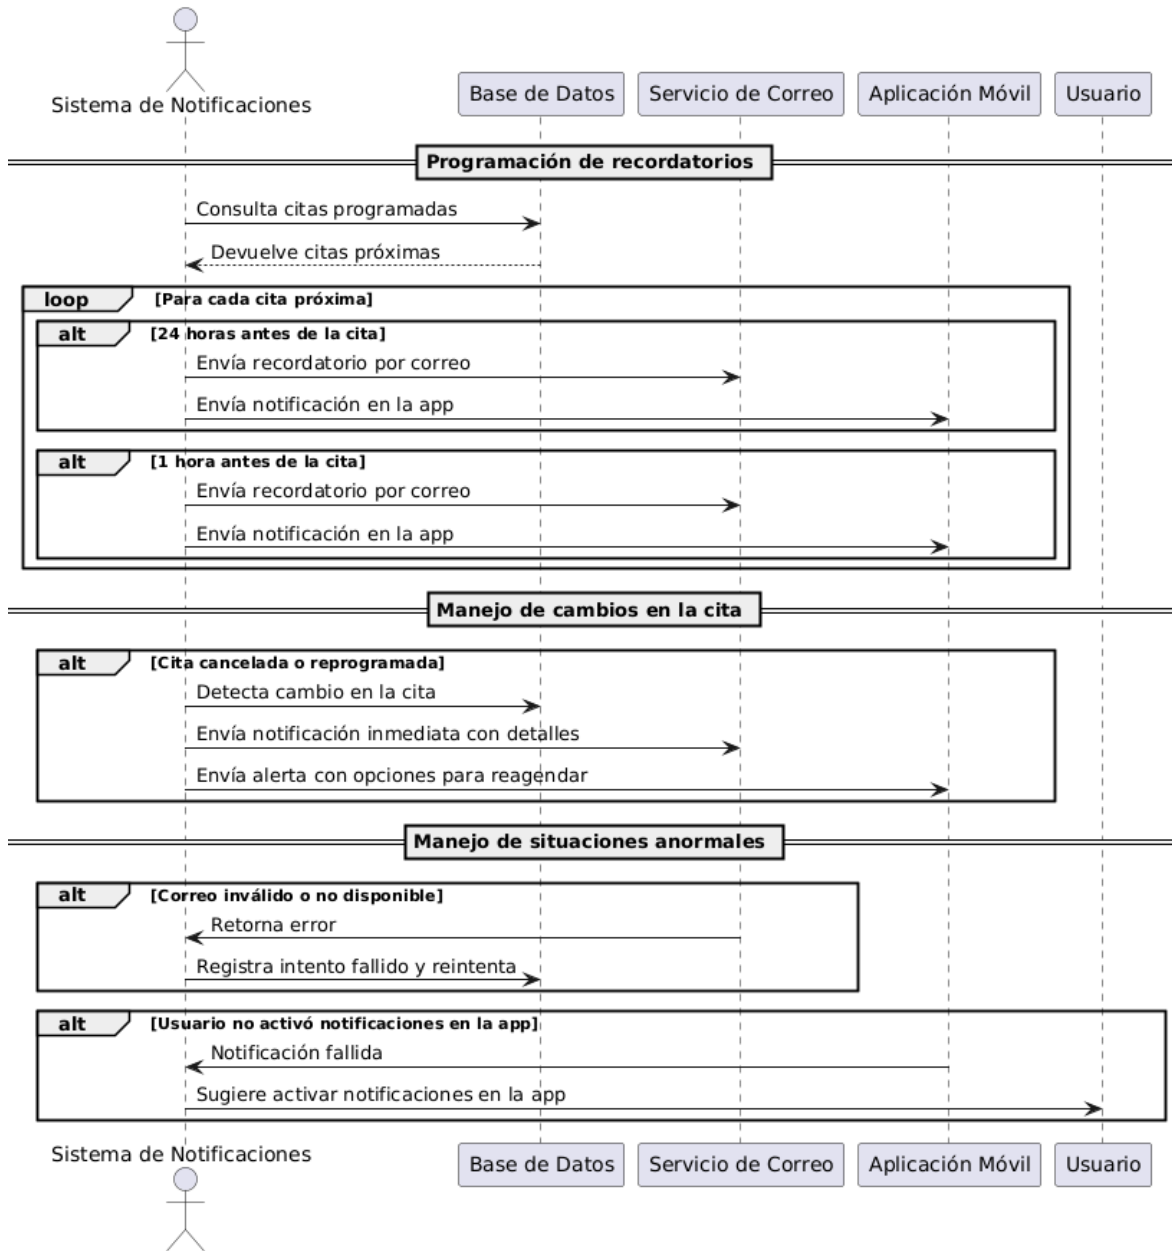 Sistema de Notificaciones
Base de Datos
Servicio de Correo
Aplicación Móvil
Usuario
Programación de recordatorios
Consulta citas programadas
Devuelve citas próximas
loop [Para cada cita próxima]
alt [24 horas antes de la cita]
Envía recordatorio por correo
Envía notificación en la app
alt [1 hora antes de la cita]
Envía recordatorio por correo
Envía notificación en la app
Manejo de cambios en la cita
alt [Cita cancelada o reprogramada]
Detecta cambio en la cita
Envía notificación inmediata con detalles
Envía alerta con opciones para reagendar
Manejo de situaciones anormales
alt [Correo inválido o no disponible]
Retorna error
Registra intento fallido y reintenta
alt [Usuario no activó notificaciones en la app]
Notificación fallida
Sugiere activar notificaciones en la app
Sistema de Notificaciones
Base de Datos
Servicio de Correo
Aplicación Móvil
Usuario